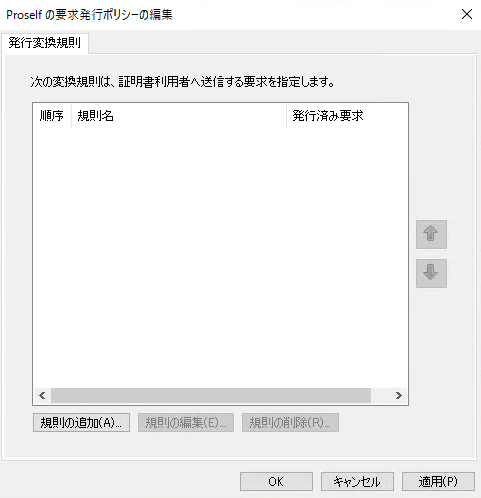 Proself の要求発行ポリシーの編集
発行変換規則
次の変換規則は、証明書利用者へ送信する要求を指定します。
順序 規則名 発行済み要求
規則の追加(A)... 規則の編集(E)... 規則の削除(R)...
OK キャンセル 適用(P)